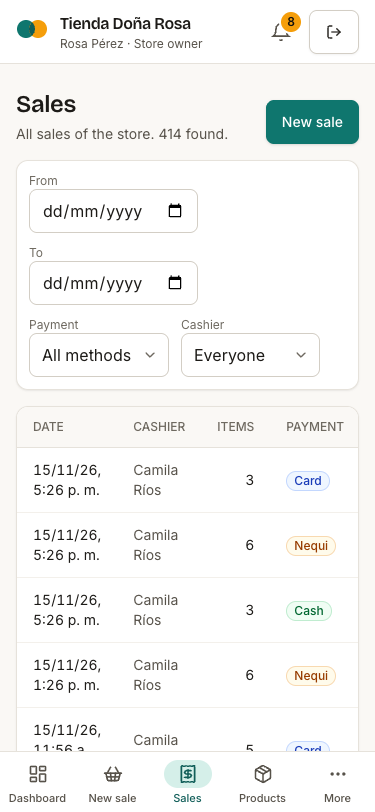 Tienda Doña Rosa
Rosa Pérez · Store owner
8
Sales
All sales of the store. 414 found.
New sale
From
dd/mm/yyyy
To
dd/mm/yyyy
Payment Cashier
All methods Everyone
DATE CASHIER ITEMS PAYMENT
15/11/26, 5:26 p. m. Camila Ríos 3 Card
15/11/26, 5:26 p. m. Camila Ríos 6 Nequi
15/11/26, 5:26 p. m. Camila Ríos 3 Cash
15/11/26, 1:26 p. m. Camila Ríos 6 Nequi
15/11/26, 11:56 a. Camila 5 Card
Dashboard New sale Sales Products More